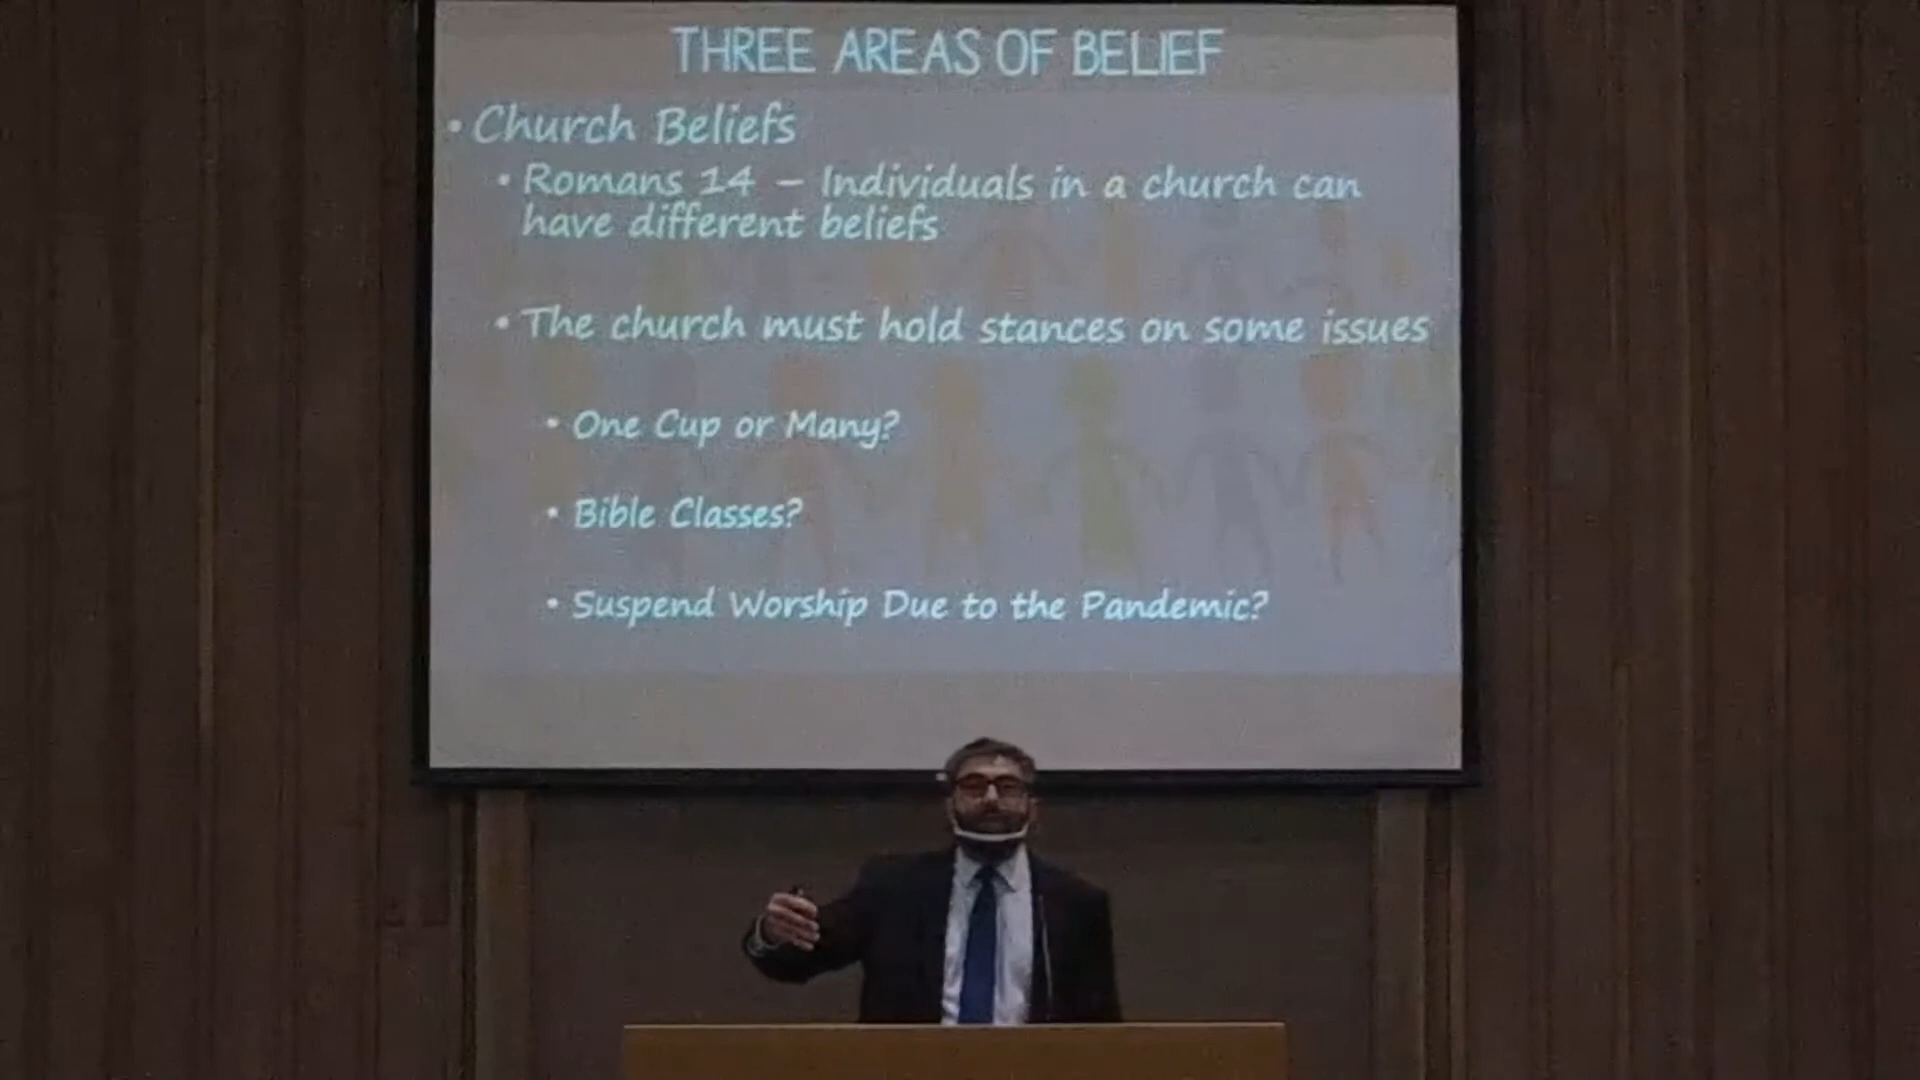 THREE AREAS OF BELIEF
• Church Beliefs
• Romans 14 – Individuals in a church can
have different beliefs
• The church must hold stances on some issues
• One Cup or Many?
• Bible Classes?
• Suspend Worship Due to the Pandemic?